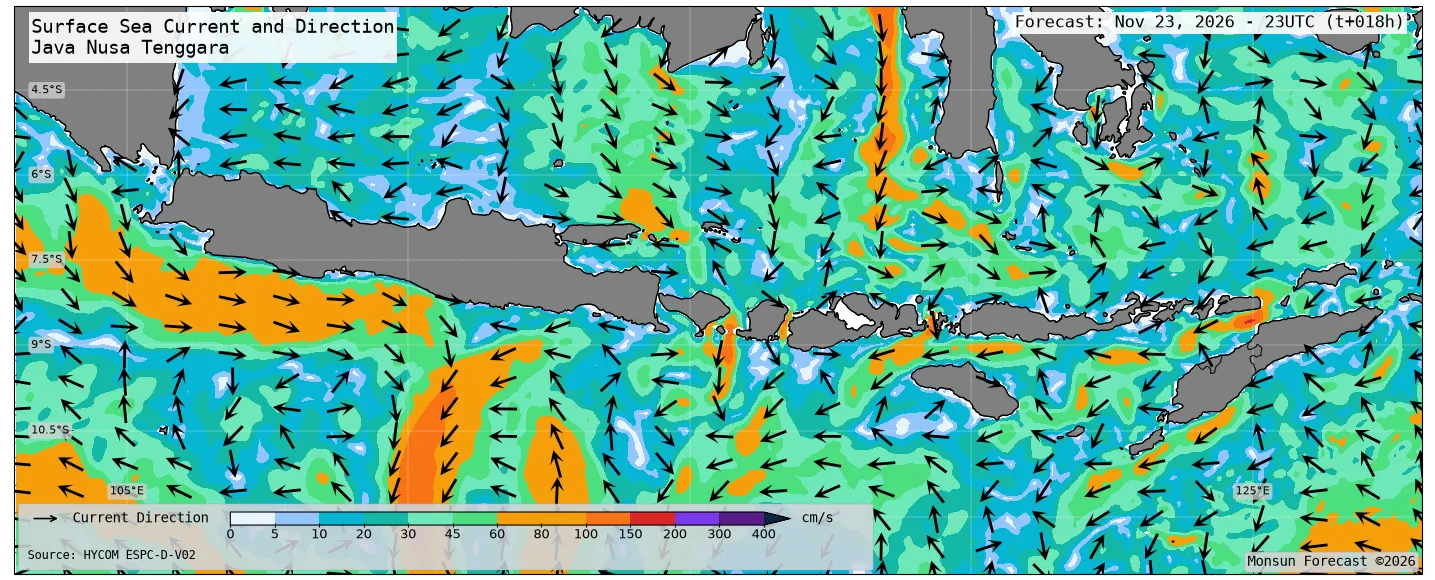 Surface Sea Current and Direction
Java Nusa Tenggara
Forecast: Nov 23, 2026 - 23UTC (t+018h)
4.5°S
6°S
7.5°S
9°S
10.5°S
105°E
125°E
Current Direction
0 5 10 20 30 45 60 80 100 150 200 300 400
cm/s
Source: HYCOM ESPC-D-V02
Monsun Forecast ©2026